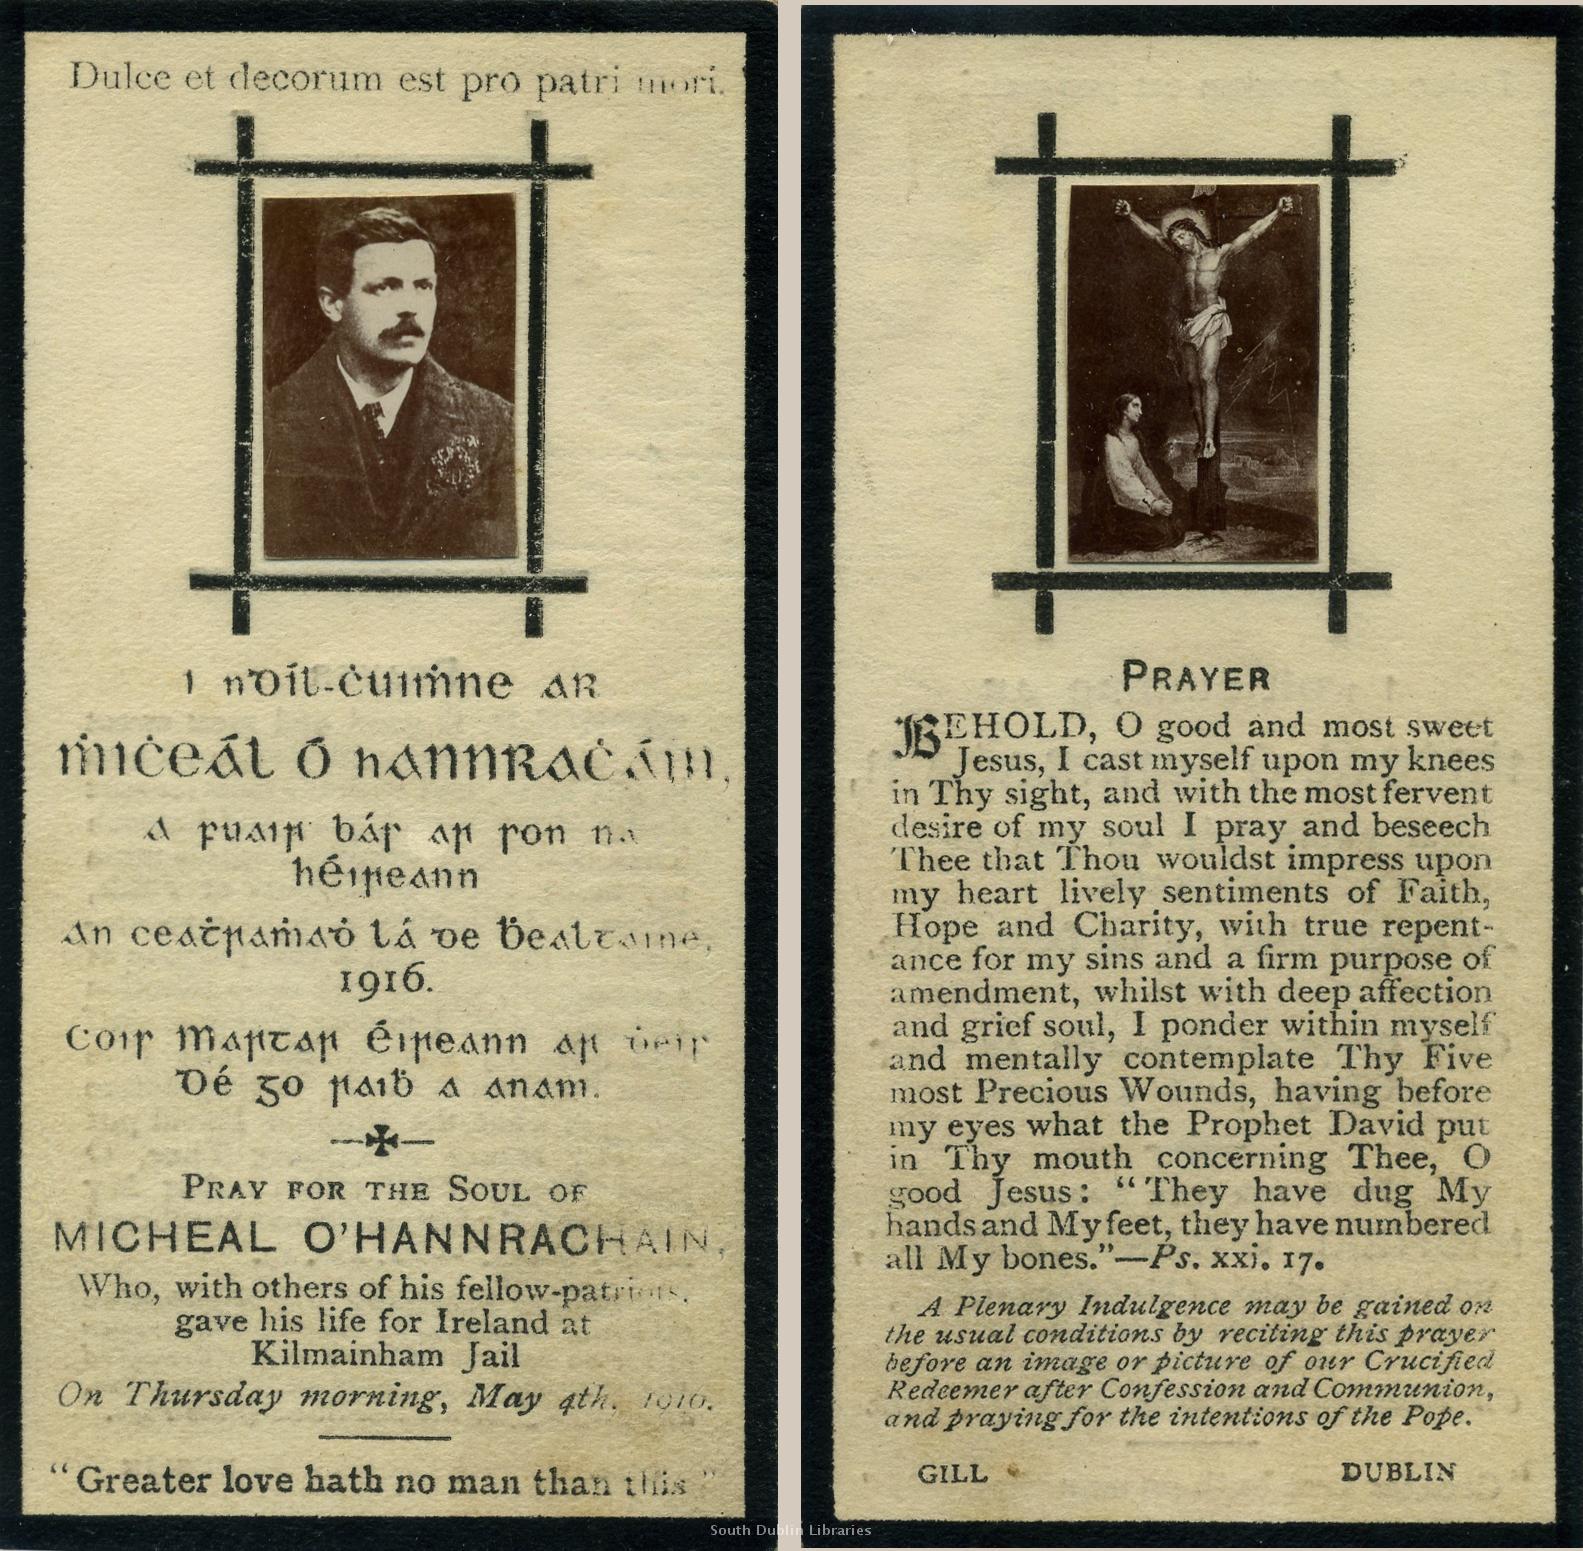 Dulce et decorum est pro patri mori.
I nDíl-ċuiṁne ar
Ṁiċeál Ó hAnnraċáin,
A fuair bás ar son na
hÉireann
An ceaṫraṁaḋ lá de Ḃealtaine,
1916.
Cois Martar Éireann ar ḋeis
Dé go raiḃ a anam.
PRAY FOR THE SOUL OF
MICHEAL O'HANNRACHAIN,
Who, with others of his fellow-patriots,
gave his life for Ireland at
Kilmainham Jail
On Thursday morning, May 4th, 1916.
"Greater love hath no man than this"
PRAYER
BEHOLD, O good and most sweet
Jesus, I cast myself upon my knees
in Thy sight, and with the most fervent
desire of my soul I pray and beseech
Thee that Thou wouldst impress upon
my heart lively sentiments of Faith,
Hope and Charity, with true repent-
ance for my sins and a firm purpose of
amendment, whilst with deep affection
and grief soul, I ponder within myself
and mentally contemplate Thy Five
most Precious Wounds, having before
my eyes what the Prophet David put
in Thy mouth concerning Thee, O
good Jesus: "They have dug My
hands and My feet, they have numbered
all My bones."—Ps. xxi. 17.
A Plenary Indulgence may be gained on
the usual conditions by reciting this prayer
before an image or picture of our Crucified
Redeemer after Confession and Communion,
and praying for the intentions of the Pope.
GILL DUBLIN
South Dublin Libraries